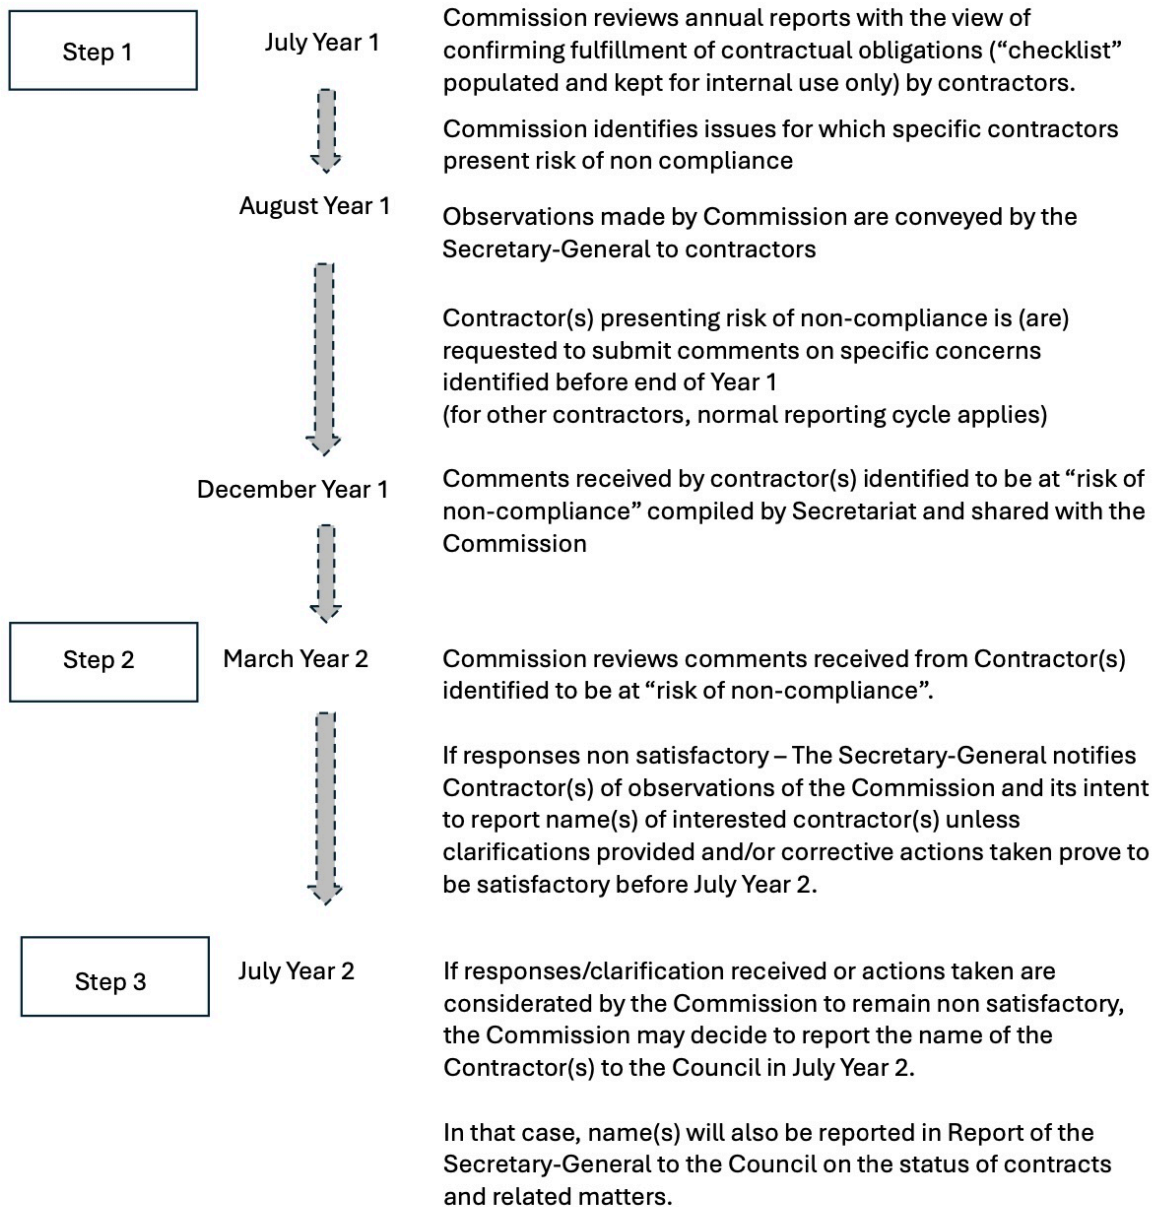 Step 1
July Year 1
Commission reviews annual reports with the view of
confirming fulfillment of contractual obligations (“checklist”
populated and kept for internal use only) by contractors.
Commission identifies issues for which specific contractors
present risk of non compliance
August Year 1
Observations made by Commission are conveyed by the
Secretary-General to contractors
Contractor(s) presenting risk of non-compliance is (are)
requested to submit comments on specific concerns
identified before end of Year 1
(for other contractors, normal reporting cycle applies)
December Year 1
Comments received by contractor(s) identified to be at “risk of
non-compliance” compiled by Secretariat and shared with the
Commission
Step 2
March Year 2
Commission reviews comments received from Contractor(s)
identified to be at “risk of non-compliance”.
If responses non satisfactory – The Secretary-General notifies
Contractor(s) of observations of the Commission and its intent
to report name(s) of interested contractor(s) unless
clarifications provided and/or corrective actions taken prove to
be satisfactory before July Year 2.
Step 3
July Year 2
If responses/clarification received or actions taken are
considerated by the Commission to remain non satisfactory,
the Commission may decide to report the name of the
Contractor(s) to the Council in July Year 2.
In that case, name(s) will also be reported in Report of the
Secretary-General to the Council on the status of contracts
and related matters.